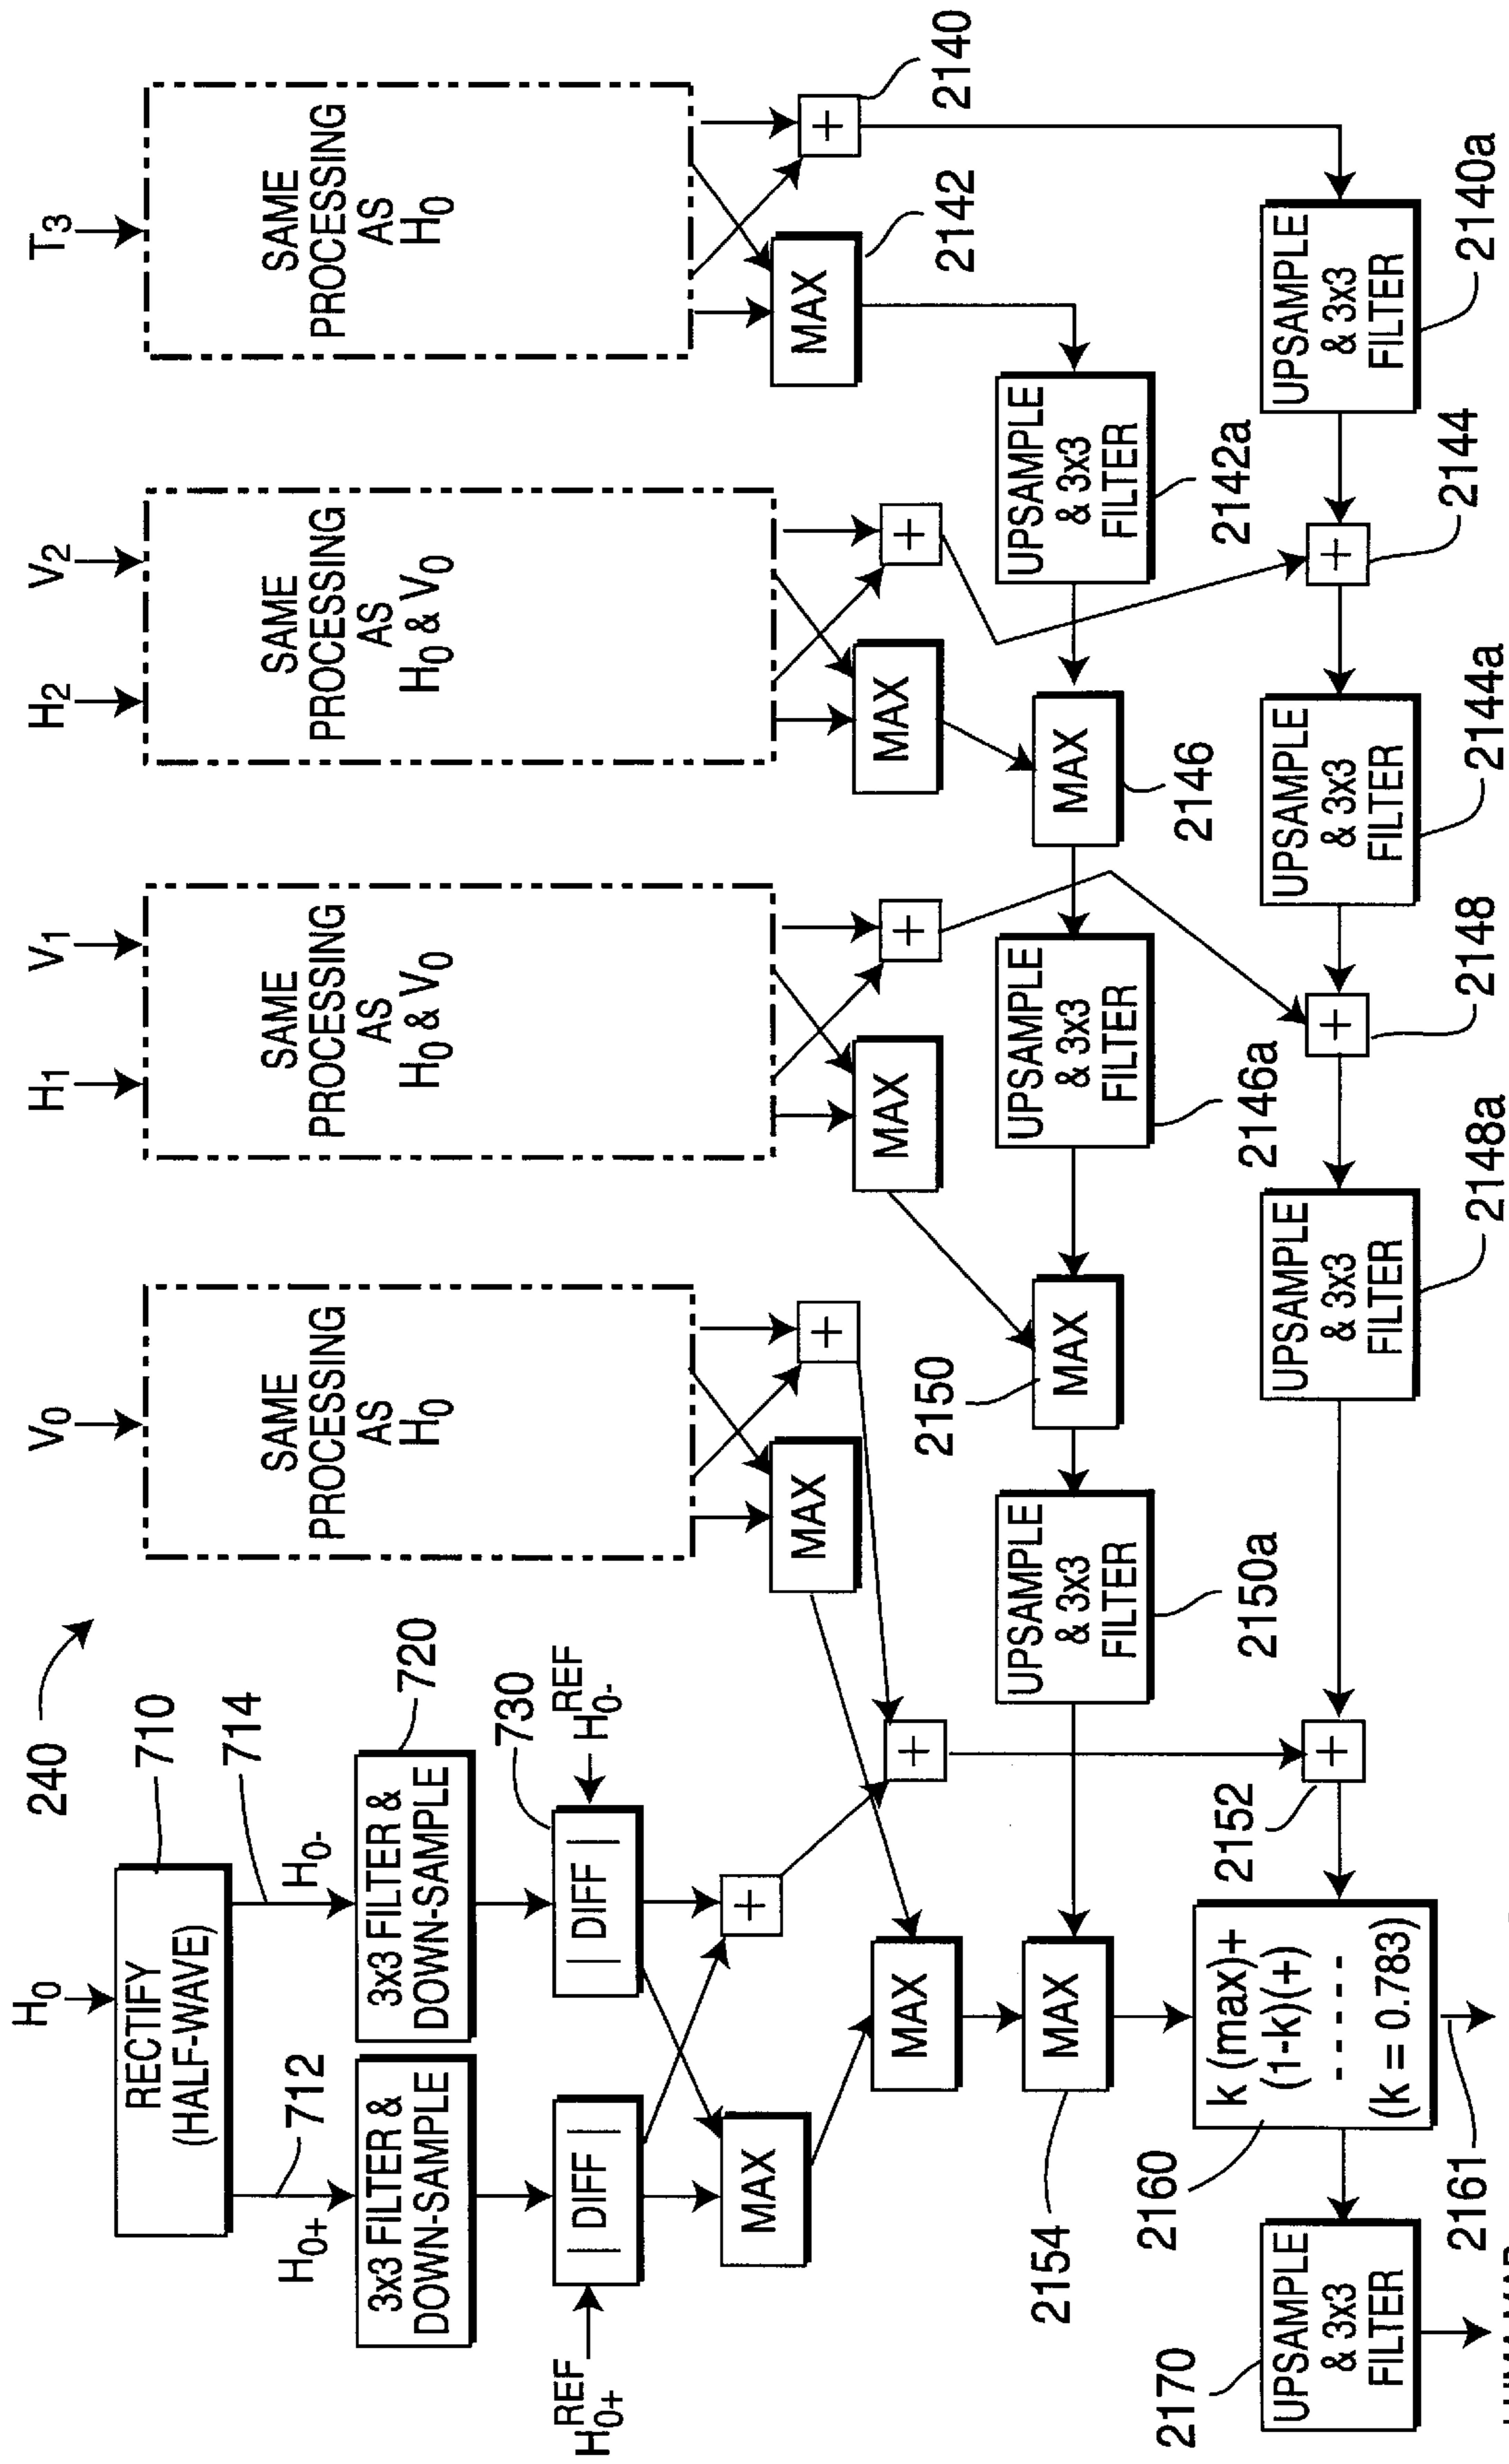 240
H0
V0
H1
V1
H2
V2
T3
RECTIFY
(HALF-WAVE)
710
712
714
H0+
H0-
3x3 FILTER &
DOWN-SAMPLE
3x3 FILTER &
DOWN-SAMPLE
720
H0+REF
| DIFF |
| DIFF |
730
H0-REF
SAME
PROCESSING
AS
H0
SAME
PROCESSING
AS
H0 & V0
SAME
PROCESSING
AS
H0 & V0
SAME
PROCESSING
AS
H0
MAX
+
MAX
+
MAX
+
MAX
+
MAX
2142
+
2140
MAX
+
MAX
2154
UPSAMPLE
& 3x3
FILTER
2150a
MAX
2150
UPSAMPLE
& 3x3
FILTER
2146a
MAX
2146
UPSAMPLE
& 3x3
FILTER
2142a
2170
UPSAMPLE
& 3x3
FILTER
2160
k (max)+
(1-k)(+)
- - - - -
(k = 0.783)
2161
2152
+
UPSAMPLE
& 3x3
FILTER
2148a
+
2148
UPSAMPLE
& 3x3
FILTER
2144a
+
2144
UPSAMPLE
& 3x3
FILTER
2140a